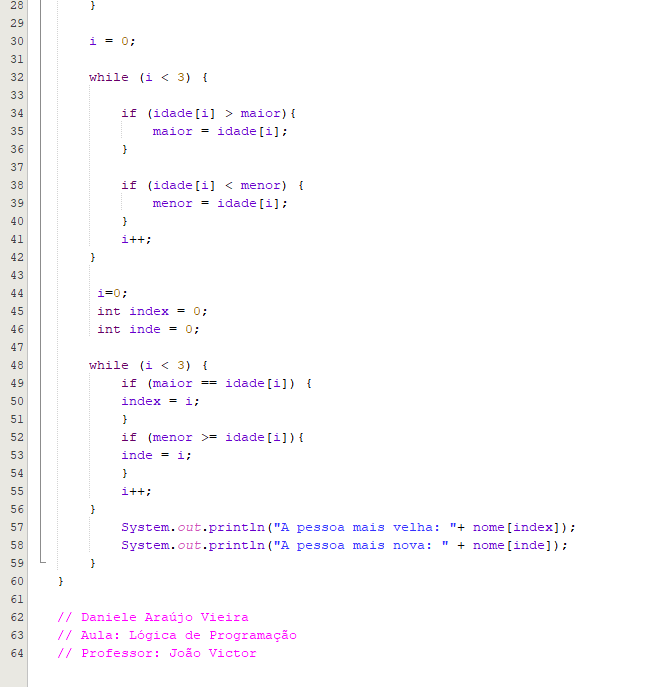 28 }
29
30 i = 0;
31
32 while (i < 3) {
33
34 if (idade[i] > maior){
35 maior = idade[i];
36 }
37
38 if (idade[i] < menor) {
39 menor = idade[i];
40 }
41 i++;
42 }
43
44 i=0;
45 int index = 0;
46 int inde = 0;
47
48 while (i < 3) {
49 if (maior == idade[i]) {
50 index = i;
51 }
52 if (menor >= idade[i]){
53 inde = i;
54 }
55 i++;
56 }
57 System.out.println("A pessoa mais velha: "+ nome[index]);
58 System.out.println("A pessoa mais nova: " + nome[inde]);
59 }
60 }
61
62 // Daniele Araújo Vieira
63 // Aula: Lógica de Programação
64 // Professor: João Victor